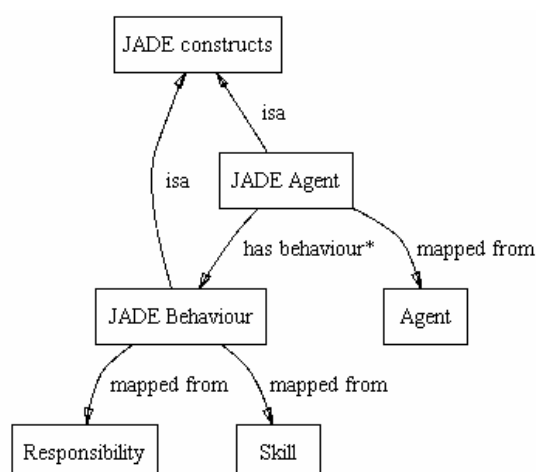 JADE constructs
isa
JADE Agent
isa
has behaviour*
mapped from
JADE Behaviour
Agent
mapped from
mapped from
Responsibility
Skill